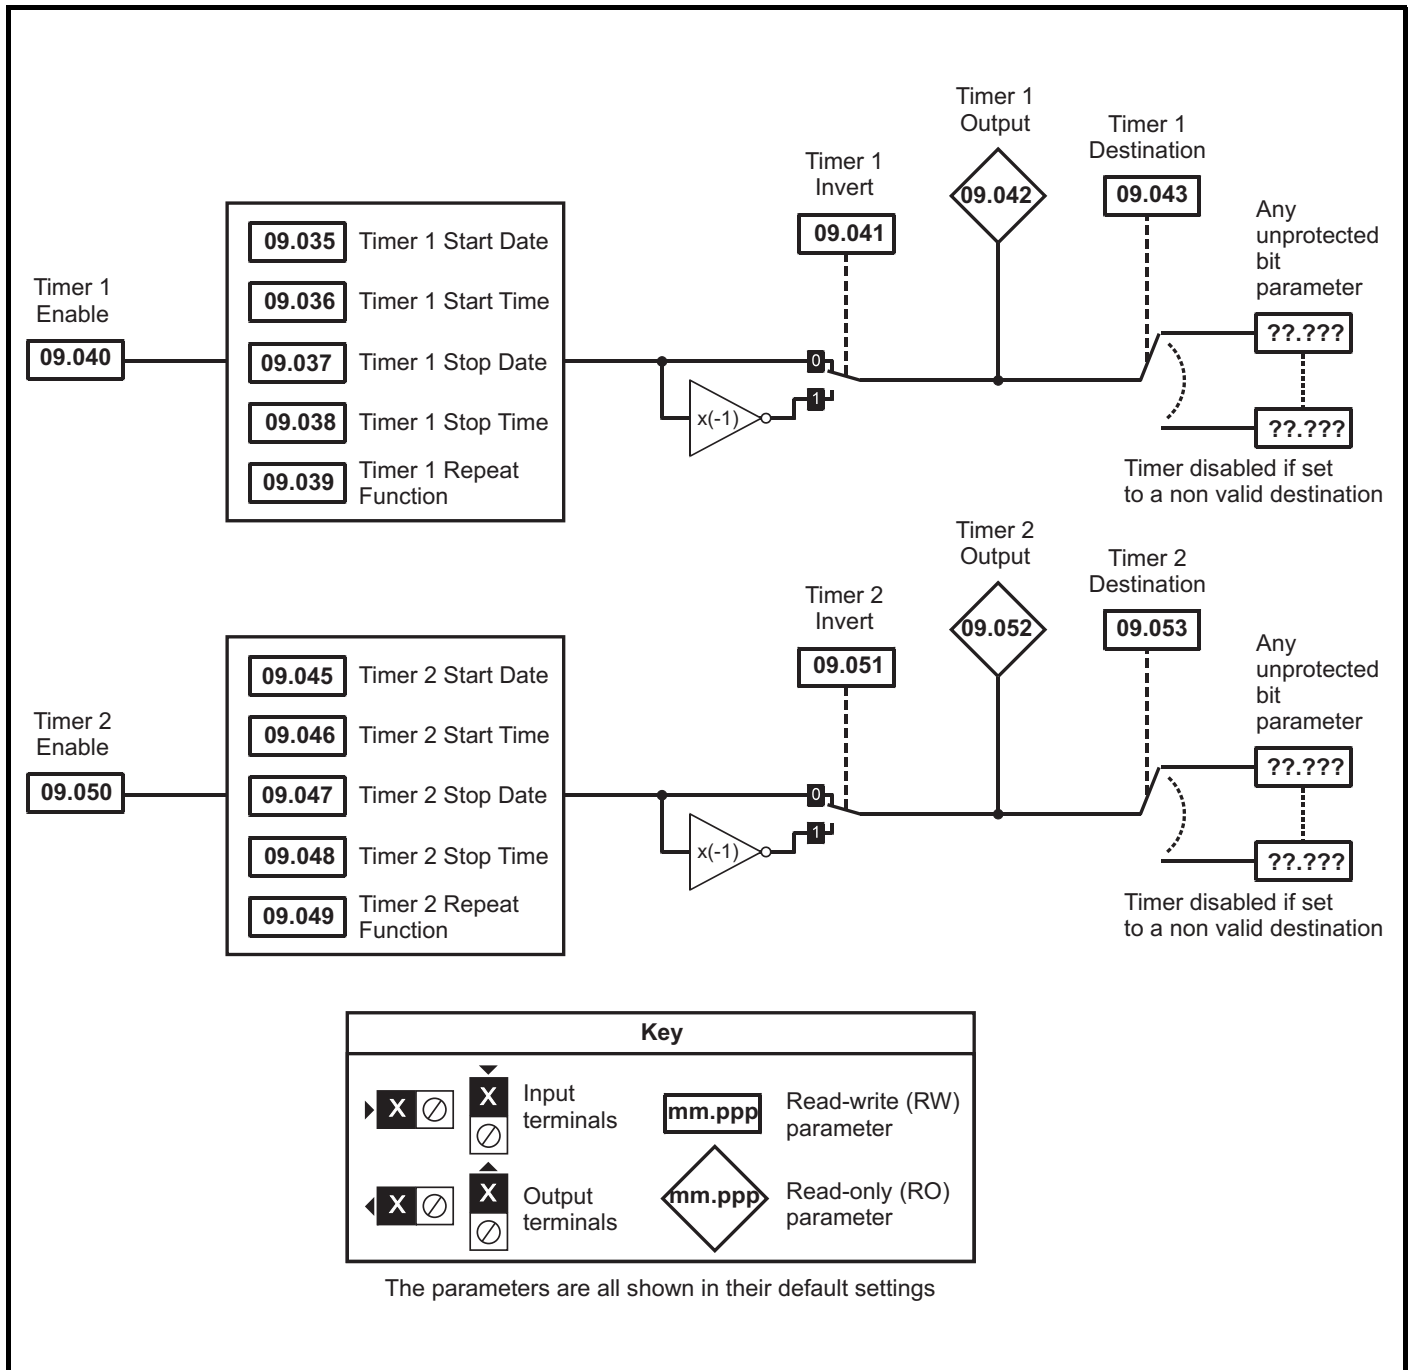 Timer 1
Output
Timer 1
Destination
Timer 1
Invert
09.042
09.043
Any
unprotected
bit
parameter
09.041
09.035 Timer 1 Start Date
Timer 1
Enable
09.036 Timer 1 Start Time
??.???
09.040
09.037 Timer 1 Stop Date
0
1
x(-1)
09.038 Timer 1 Stop Time
??.???
Timer 1 Repeat
Function
09.039
Timer disabled if set
to a non valid destination
Timer 2
Output
Timer 2
Destination
Timer 2
Invert
09.052
09.053
Any
unprotected
bit
parameter
09.051
09.045 Timer 2 Start Date
Timer 2
Enable
09.046 Timer 2 Start Time
??.???
09.050
09.047 Timer 2 Stop Date
0
1
x(-1)
09.048 Timer 2 Stop Time
??.???
Timer 2 Repeat
Function
09.049
Timer disabled if set
to a non valid destination
Key
X
X
Input
terminals
mm.ppp
Read-write (RW)
parameter
X
X
Output
terminals
mm.ppp
Read-only (RO)
parameter
The parameters are all shown in their default settings